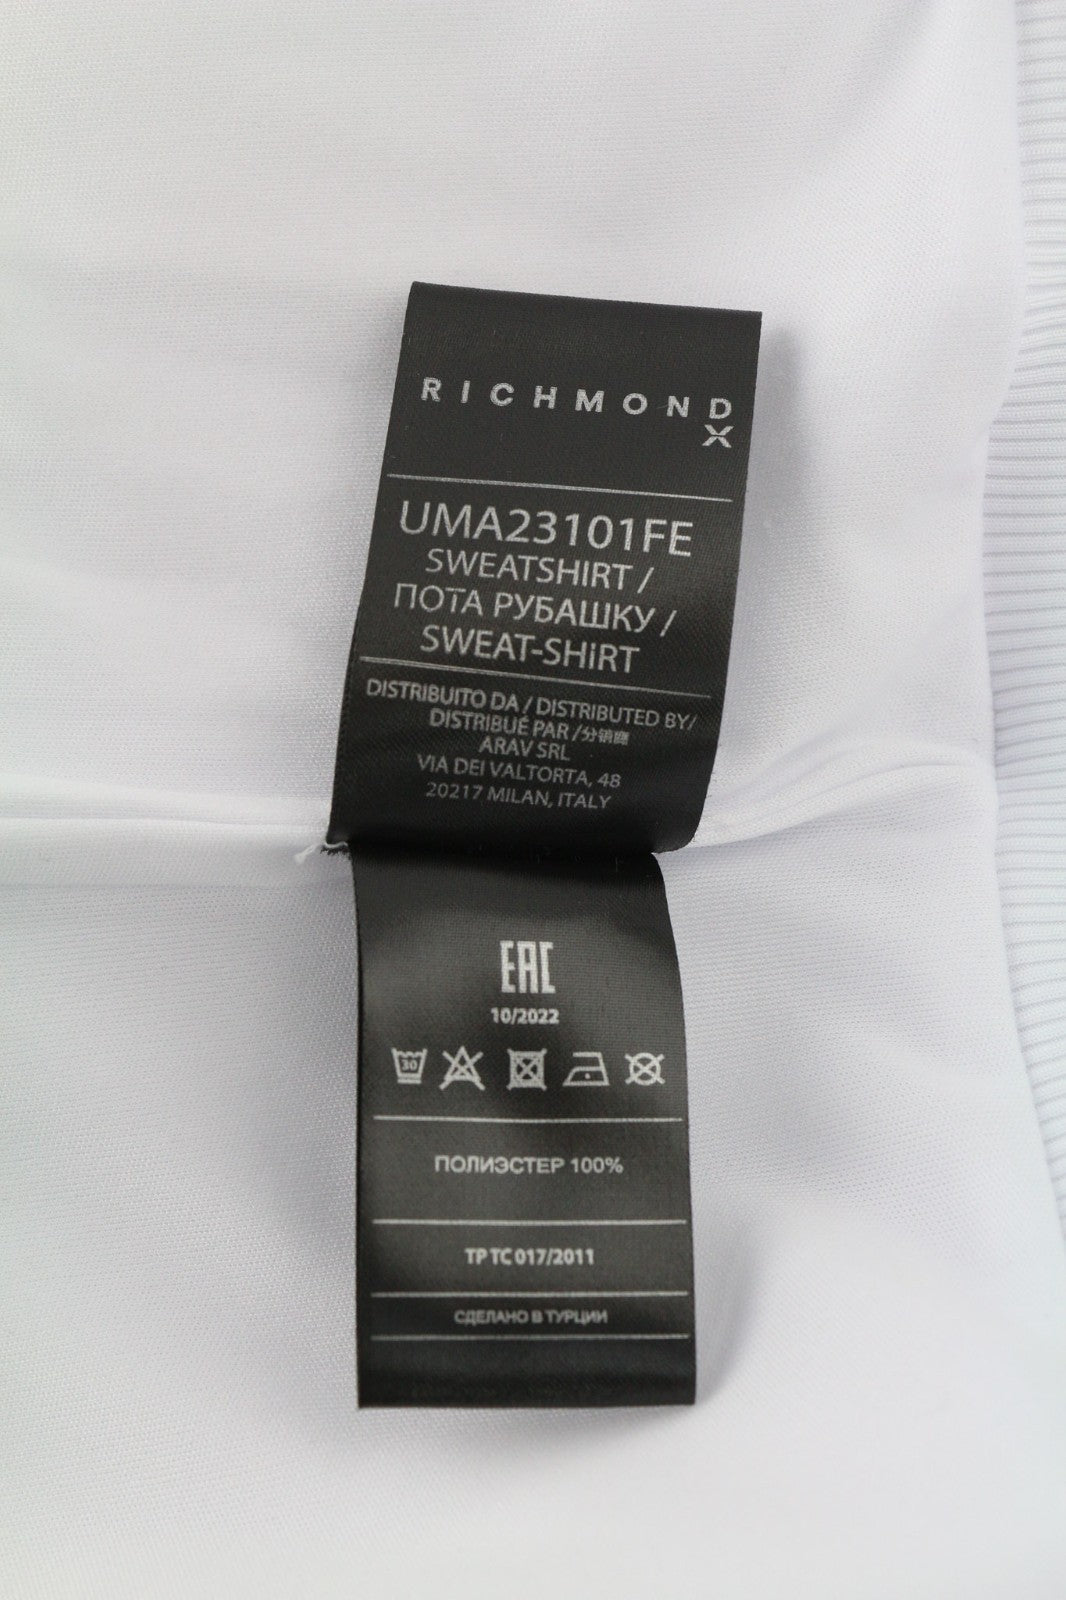 RICHMOND
X
UMA23101FE
SWEATSHIRT /
ПОТА РУБАШКУ /
SWEAT-SHIRT
DISTRIBUITO DA / DISTRIBUTED BY/
DISTRIBUÉ PAR /分销商
ARAV SRL
VIA DEI VALTORTA, 48
20217 MILAN, ITALY
EAC
10/2022
30
ПОЛИЭСТЕР 100%
ТР ТС 017/2011
СДЕЛАНО В ТУРЦИИ